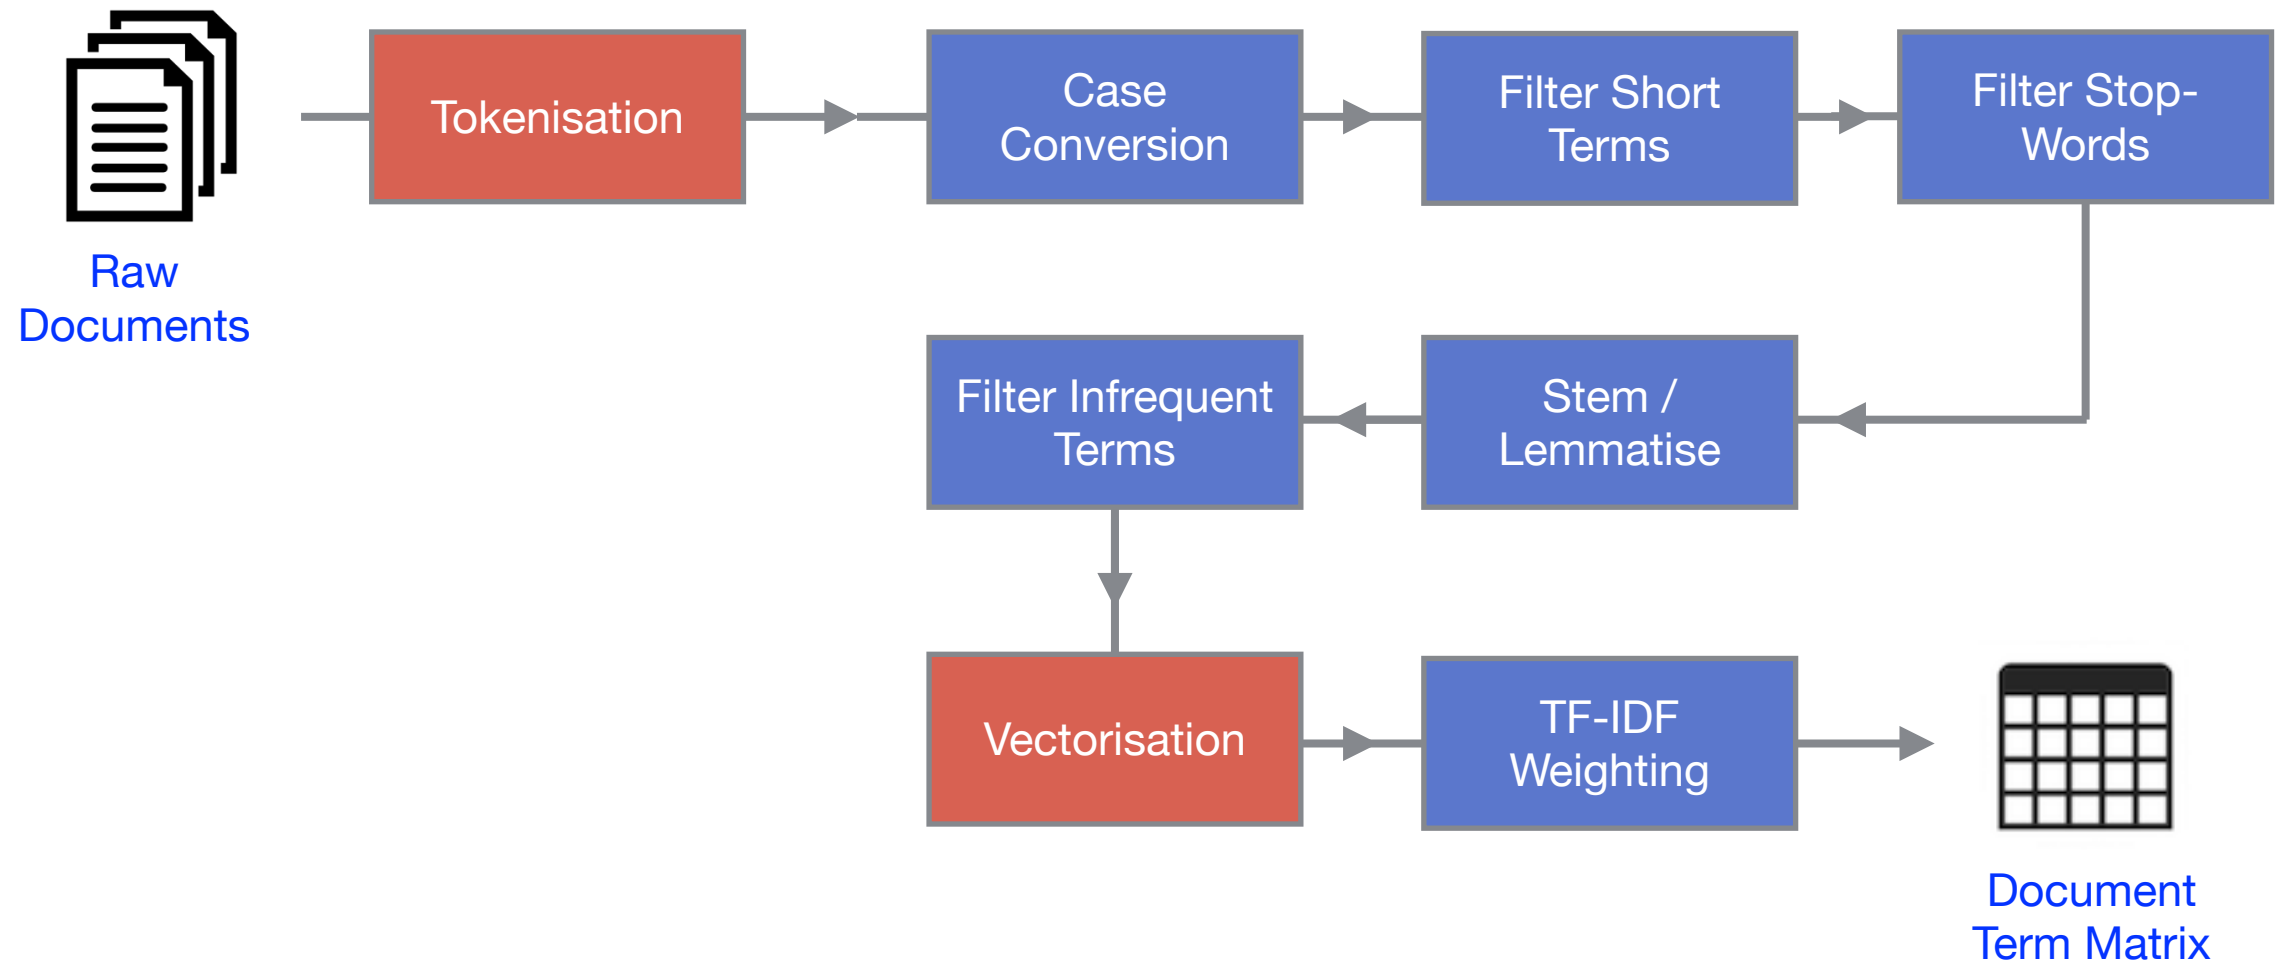 Tokenisation
Case
Conversion
Filter Short
Terms
Filter Stop-
Words
Raw
Documents
Filter Infrequent
Terms
Stem /
Lemmatise
Vectorisation
TF-IDF
Weighting
Document
Term Matrix